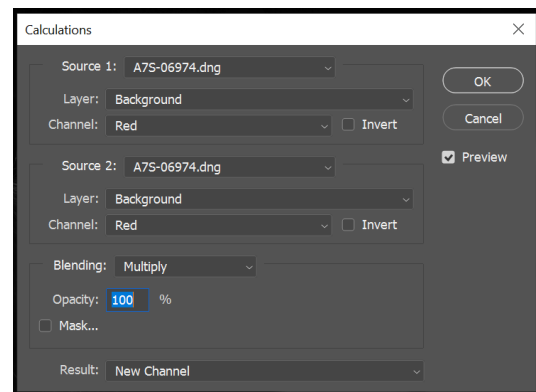 Calculations
Source 1: A7S-06974.dng
OK
Layer: Background
Channel: Red Invert
Cancel
Source 2: A7S-06974.dng
Preview
Layer: Background
Channel: Red Invert
Blending: Multiply
Opacity: 100 %
Mask...
Result: New Channel